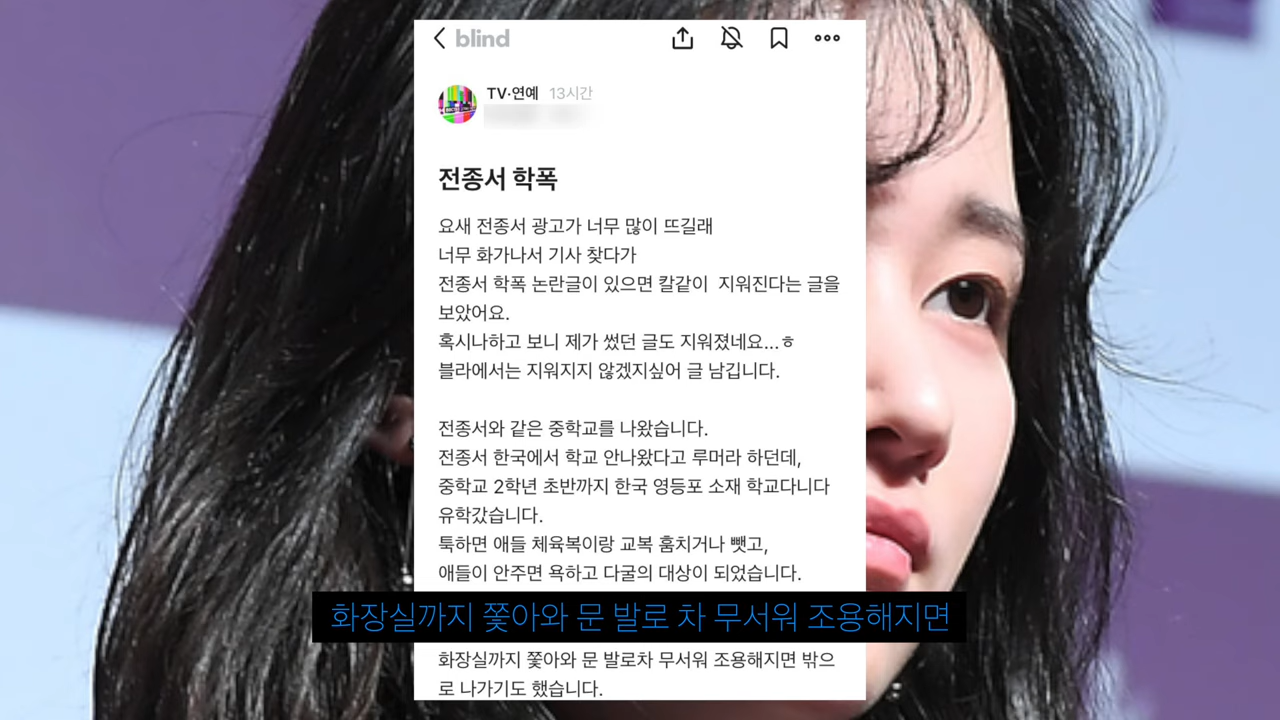 blind
TV·연예 13시간
전종서 학폭
요새 전종서 광고가 너무 많이 뜨길래
너무 화가나서 기사 찾다가
전종서 학폭 논란글이 있으면 칼같이 지워진다는 글을
보았어요.
혹시나하고 보니 제가 썼던 글도 지워졌네요...ㅎ
블라에서는 지워지지 않겠지싶어 글 남깁니다.
전종서와 같은 중학교를 나왔습니다.
전종서 한국에서 학교 안나왔다고 루머라 하던데,
중학교 2학년 초반까지 한국 영등포 소재 학교다니다
유학갔습니다.
툭하면 애들 체육복이랑 교복 훔치거나 뺏고,
애들이 안주면 욕하고 다굴의 대상이 되었습니다.
화장실까지 쫓아와 문 발로 차 무서워 조용해지면
화장실까지 쫓아와 문 발로차 무서워 조용해지면 밖으
로 나가기도 했습니다.